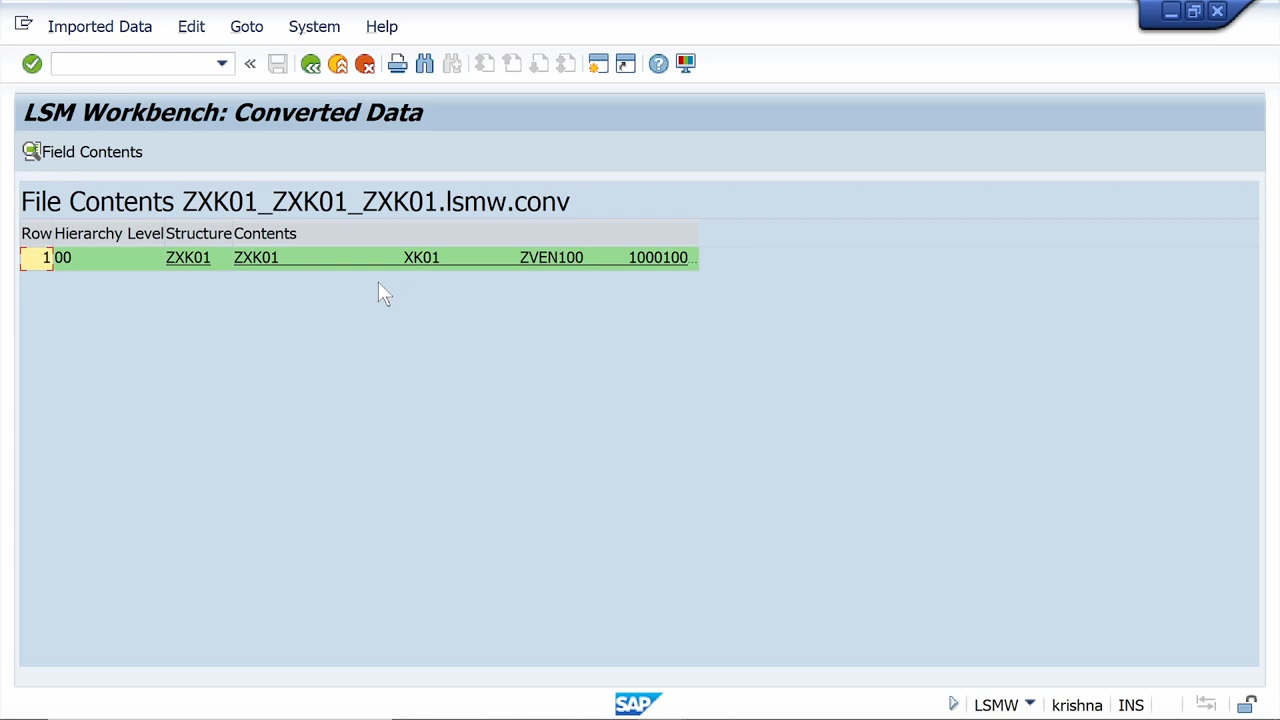 Imported Data Edit Goto System Help
LSM Workbench: Converted Data
Field Contents
File Contents ZXK01_ZXK01_ZXK01.lsmw.conv
Row Hierarchy Level Structure Contents
1 00 ZXK01 ZXK01 XK01 ZVEN100 1000100...
SAP LSMW krishna INS